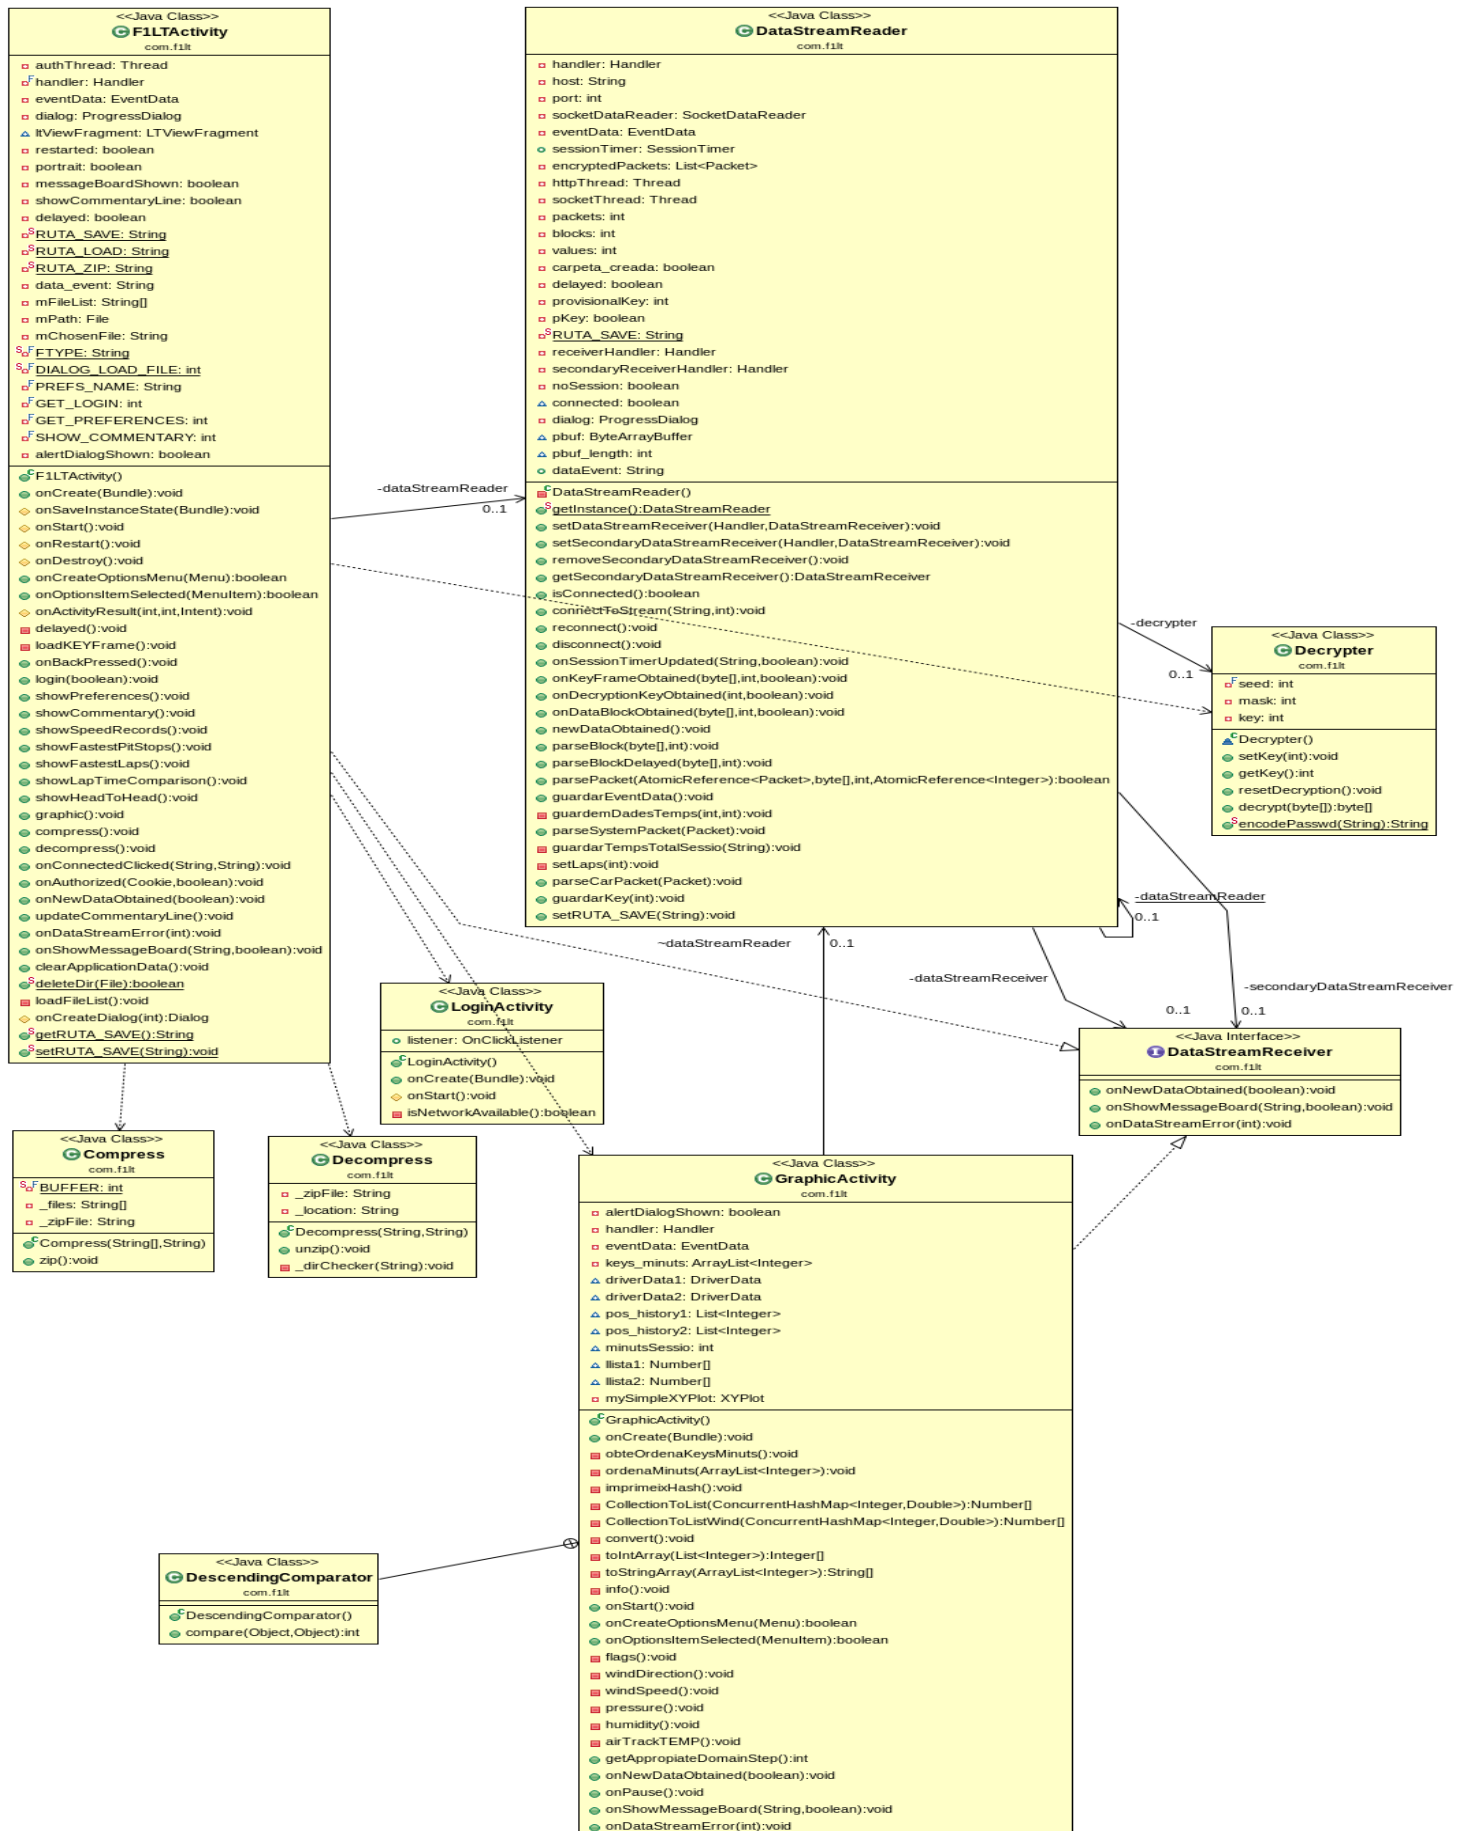 <<Java Class>>
F1LTActivity
com.f1lt
authThread: Thread
handler: Handler
eventData: EventData
dialog: ProgressDialog
ltViewFragment: LTViewFragment
restarted: boolean
portrait: boolean
messageBoardShown: boolean
showCommentaryLine: boolean
delayed: boolean
RUTA_SAVE: String
RUTA_LOAD: String
RUTA_ZIP: String
data_event: String
mFileList: String[]
mPath: File
mChosenFile: String
FTYPE: String
DIALOG_LOAD_FILE: int
PREFS_NAME: String
GET_LOGIN: int
GET_PREFERENCES: int
SHOW_COMMENTARY: int
alertDialogShown: boolean
F1LTActivity()
onCreate(Bundle):void
onSaveInstanceState(Bundle):void
onStart():void
onRestart():void
onDestroy():void
onCreateOptionsMenu(Menu):boolean
onOptionsItemSelected(MenuItem):boolean
onActivityResult(int,int,Intent):void
delayed():void
loadKEYFrame():void
onBackPressed():void
login(boolean):void
showPreferences():void
showCommentary():void
showSpeedRecords():void
showFastestPitStops():void
showFastestLaps():void
showLapTimeComparison():void
showHeadToHead():void
graphic():void
compress():void
decompress():void
onConnectedClicked(String,String):void
onAuthorized(Cookie,boolean):void
onNewDataObtained(boolean):void
updateCommentaryLine():void
onDataStreamError(int):void
onShowMessageBoard(String,boolean):void
clearApplicationData():void
deleteDir(File):boolean
loadFileList():void
onCreateDialog(int):Dialog
getRUTA_SAVE():String
setRUTA_SAVE(String):void
<<Java Class>>
DataStreamReader
com.f1lt
handler: Handler
host: String
port: int
socketDataReader: SocketDataReader
eventData: EventData
sessionTimer: SessionTimer
encryptedPackets: List<Packet>
httpThread: Thread
socketThread: Thread
packets: int
blocks: int
values: int
carpeta_creada: boolean
delayed: boolean
provisionalKey: int
pKey: boolean
RUTA_SAVE: String
receiverHandler: Handler
secondaryReceiverHandler: Handler
noSession: boolean
connected: boolean
dialog: ProgressDialog
pbuf: ByteArrayBuffer
pbuf_length: int
dataEvent: String
DataStreamReader()
getInstance():DataStreamReader
setDataStreamReceiver(Handler,DataStreamReceiver):void
setSecondaryDataStreamReceiver(Handler,DataStreamReceiver):void
removeSecondaryDataStreamReceiver():void
getSecondaryDataStreamReceiver():DataStreamReceiver
isConnected():boolean
connectToStream(String,int):void
reconnect():void
disconnect():void
onSessionTimerUpdated(String,boolean):void
onKeyFrameObtained(byte[],int,boolean):void
onDecryptionKeyObtained(int,boolean):void
onDataBlockObtained(byte[],int,boolean):void
newDataObtained():void
parseBlock(byte[],int):void
parseBlockDelayed(byte[],int):void
parsePacket(AtomicReference<Packet>,byte[],int,AtomicReference<Integer>):boolean
guardarEventData():void
guardemDadesTemps(int,int):void
parseSystemPacket(Packet):void
guardarTempsTotalSessio(String):void
setLaps(int):void
parseCarPacket(Packet):void
guardarKey(int):void
setRUTA_SAVE(String):void
-dataStreamReader
0..1
-decrypter
0..1
<<Java Class>>
Decrypter
com.f1lt
seed: int
mask: int
key: int
Decrypter()
setKey(int):void
getKey():int
resetDecryption():void
decrypt(byte[]):byte[]
encodePasswd(String):String
-dataStreamReader
0..1
~dataStreamReader
0..1
-dataStreamReceiver
0..1
-secondaryDataStreamReceiver
0..1
<<Java Class>>
LoginActivity
com.f1lt
listener: OnClickListener
LoginActivity()
onCreate(Bundle):void
onStart():void
isNetworkAvailable():boolean
<<Java Interface>>
DataStreamReceiver
com.f1lt
onNewDataObtained(boolean):void
onShowMessageBoard(String,boolean):void
onDataStreamError(int):void
<<Java Class>>
Compress
com.f1lt
BUFFER: int
_files: String[]
_zipFile: String
Compress(String[],String)
zip():void
<<Java Class>>
Decompress
com.f1lt
_zipFile: String
_location: String
Decompress(String,String)
unzip():void
_dirChecker(String):void
<<Java Class>>
GraphicActivity
com.f1lt
alertDialogShown: boolean
handler: Handler
eventData: EventData
keys_minuts: ArrayList<Integer>
driverData1: DriverData
driverData2: DriverData
pos_history1: List<Integer>
pos_history2: List<Integer>
minutsSessio: int
llista1: Number[]
llista2: Number[]
mySimpleXYPlot: XYPlot
GraphicActivity()
onCreate(Bundle):void
obteOrdenaKeysMinuts():void
ordenaMinuts(ArrayList<Integer>):void
imprimeixHash():void
CollectionToList(ConcurrentHashMap<Integer,Double>):Number[]
CollectionToListWind(ConcurrentHashMap<Integer,Double>):Number[]
convert():void
toIntArray(List<Integer>):Integer[]
toStringArray(ArrayList<Integer>):String[]
info():void
onStart():void
onCreateOptionsMenu(Menu):boolean
onOptionsItemSelected(MenuItem):boolean
flags():void
windDirection():void
windSpeed():void
pressure():void
humidity():void
airTrackTEMP():void
getAppropiateDomainStep():int
onNewDataObtained(boolean):void
onPause():void
onShowMessageBoard(String,boolean):void
onDataStreamError(int):void
<<Java Class>>
DescendingComparator
com.f1lt
DescendingComparator()
compare(Object,Object):int